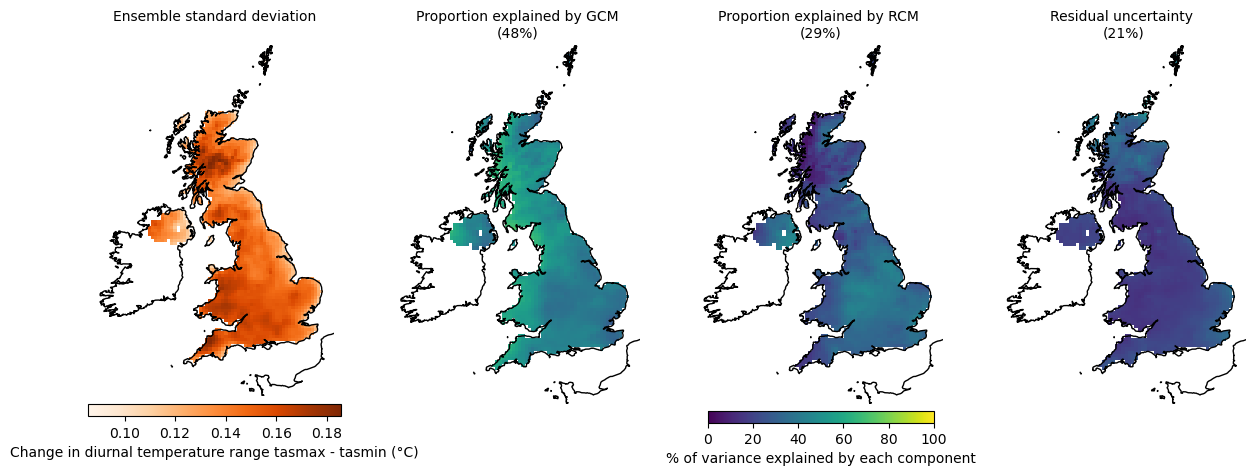 Ensemble standard deviation
Proportion explained by GCM
(48%)
Proportion explained by RCM
(29%)
Residual uncertainty
(21%)
0.10 0.12 0.14 0.16 0.18
Change in diurnal temperature range tasmax - tasmin (°C)
0 20 40 60 80 100
% of variance explained by each component